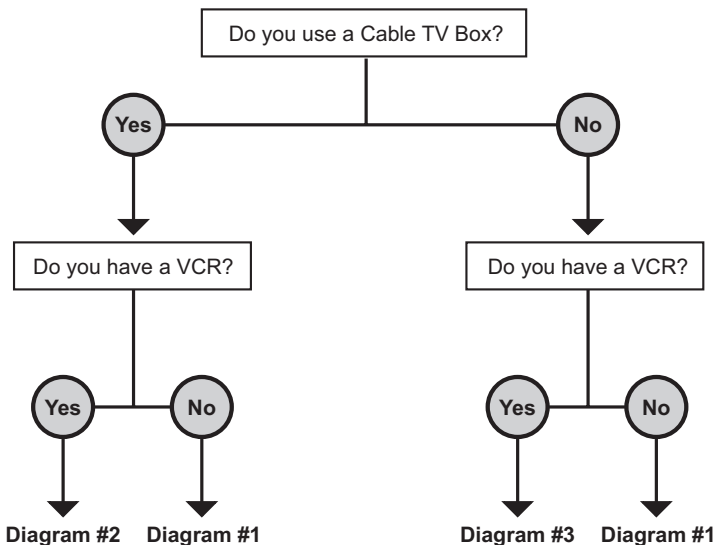 Do you use a Cable TV Box?
Yes
No
Do you have a VCR?
Do you have a VCR?
Yes
No
Yes
No
Diagram #2
Diagram #1
Diagram #3
Diagram #1